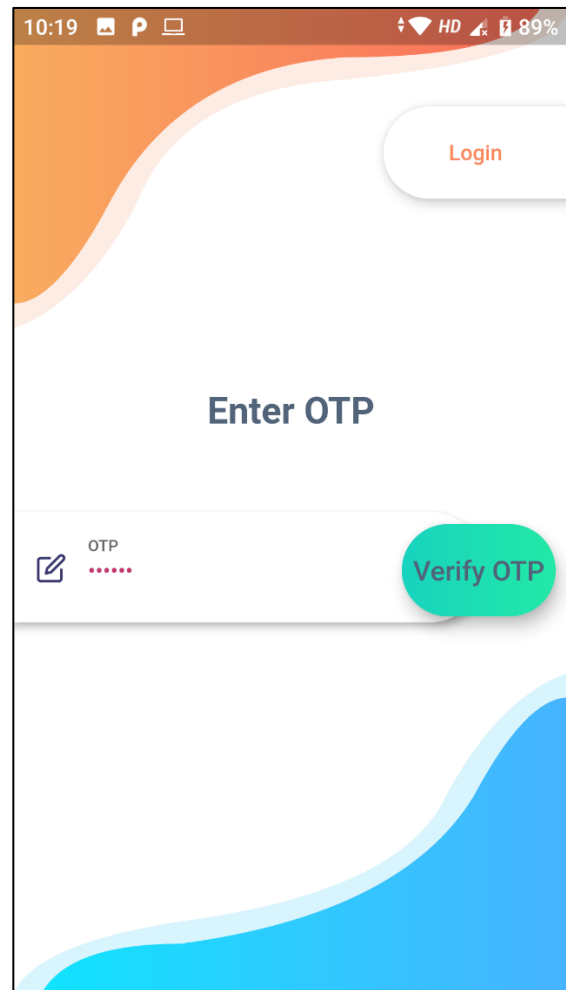 10:19 HD 89%
Login
Enter OTP
OTP
••••••
Verify OTP